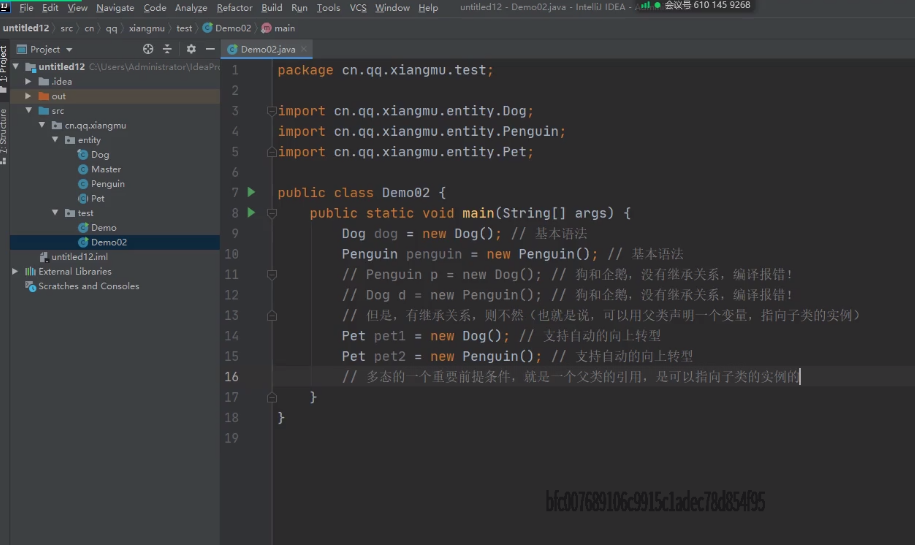 File Edit View Navigate Code Analyze Refactor Build Run Tools VCS Window Help untitled12 - Demo02.java - IntelliJ IDEA - 会议号 610 145 9268
untitled12 src cn qq xiangmu test Demo02 main
Project
Demo02.java
1: Project
7: Structure
untitled12 C:\Users\Administrator\IdeaPro
.idea
out
src
cn.qq.xiangmu
entity
Dog
Master
Penguin
Pet
test
Demo
Demo02
untitled12.iml
External Libraries
Scratches and Consoles
1 package cn.qq.xiangmu.test;
2
3 import cn.qq.xiangmu.entity.Dog;
4 import cn.qq.xiangmu.entity.Penguin;
5 import cn.qq.xiangmu.entity.Pet;
6
7 public class Demo02 {
8 public static void main(String[] args) {
9 Dog dog = new Dog(); // 基本语法
10 Penguin penguin = new Penguin(); // 基本语法
11 // Penguin p = new Dog(); // 狗和企鹅，没有继承关系，编译报错！
12 // Dog d = new Penguin(); // 狗和企鹅，没有继承关系，编译报错！
13 // 但是，有继承关系，则不然（也就是说，可以用父类声明一个变量，指向子类的实例）
14 Pet pet1 = new Dog(); // 支持自动的向上转型
15 Pet pet2 = new Penguin(); // 支持自动的向上转型
16 // 多态的一个重要前提条件，就是一个父类的引用，是可以指向子类的实例的
17 }
18 }
19
bfc007689106c9915c1adec78d854f95